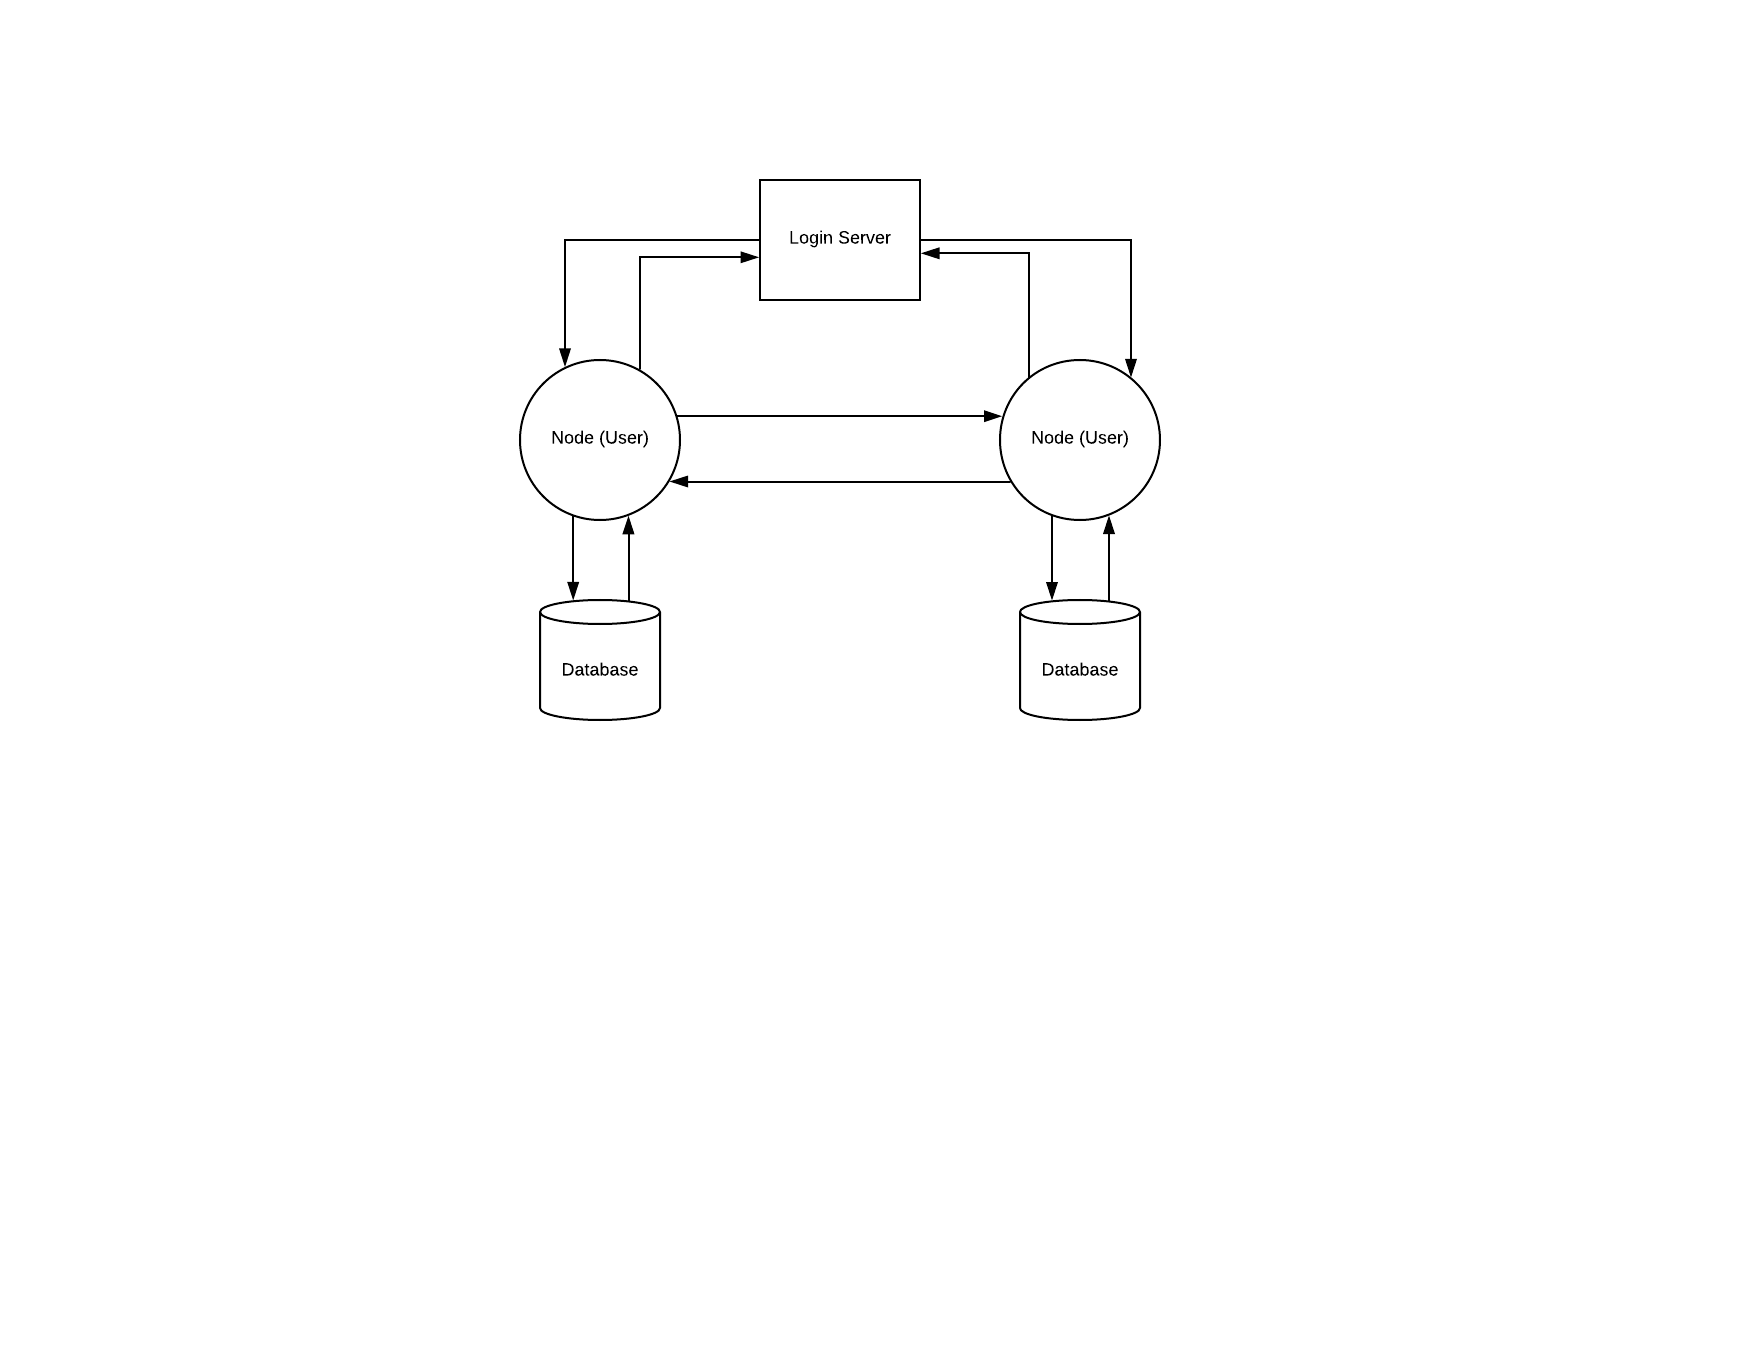 Login Server
Node (User)
Node (User)
Database
Database